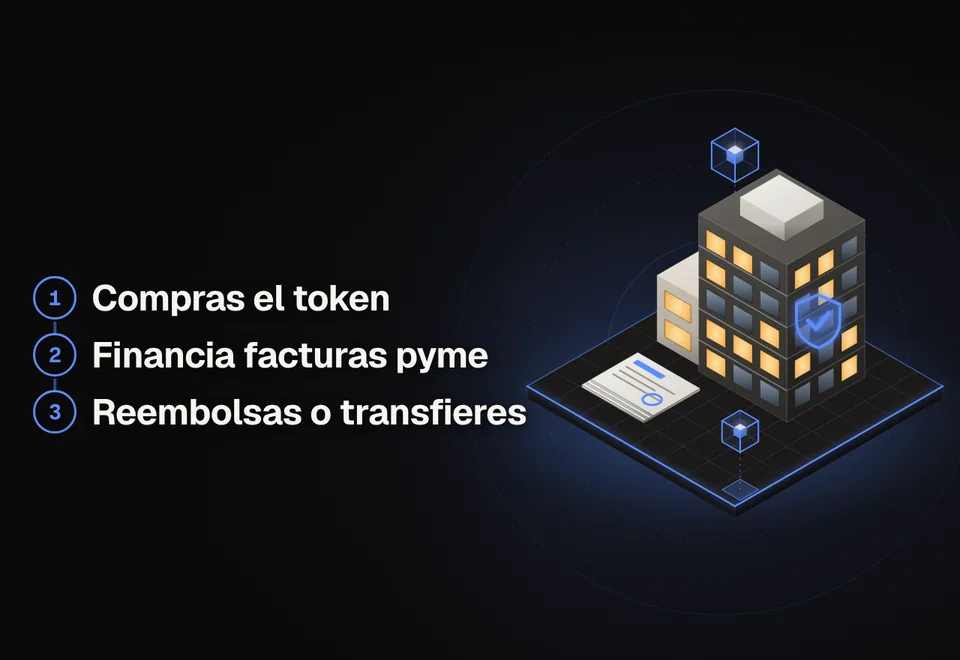 1 Compras el token
2 Financia facturas pyme
3 Reembolsas o transfieres